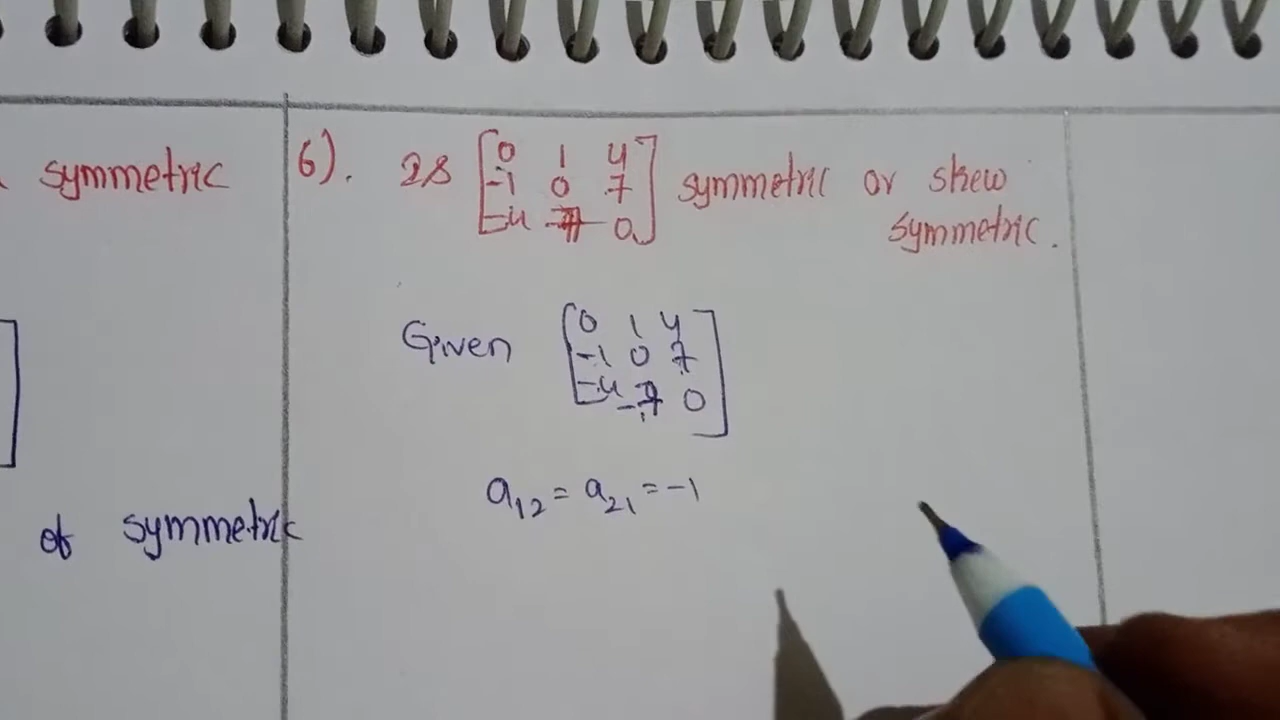 symmetric
6). Is [0 1 4
-1 0 7
-4 -7 0] symmetric or skew
symmetric.
Given [0 1 4
-1 0 7
-4 -7 0]
a12 = a21 = -1
of symmetric